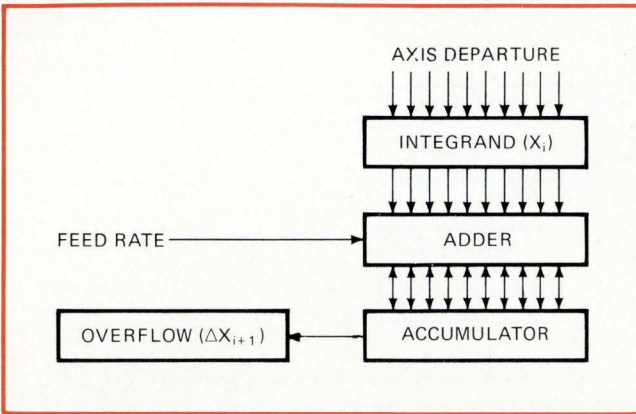 AXIS DEPARTURE
INTEGRAND (Xᵢ)
FEED RATE
ADDER
OVERFLOW (ΔXᵢ₊₁)
ACCUMULATOR